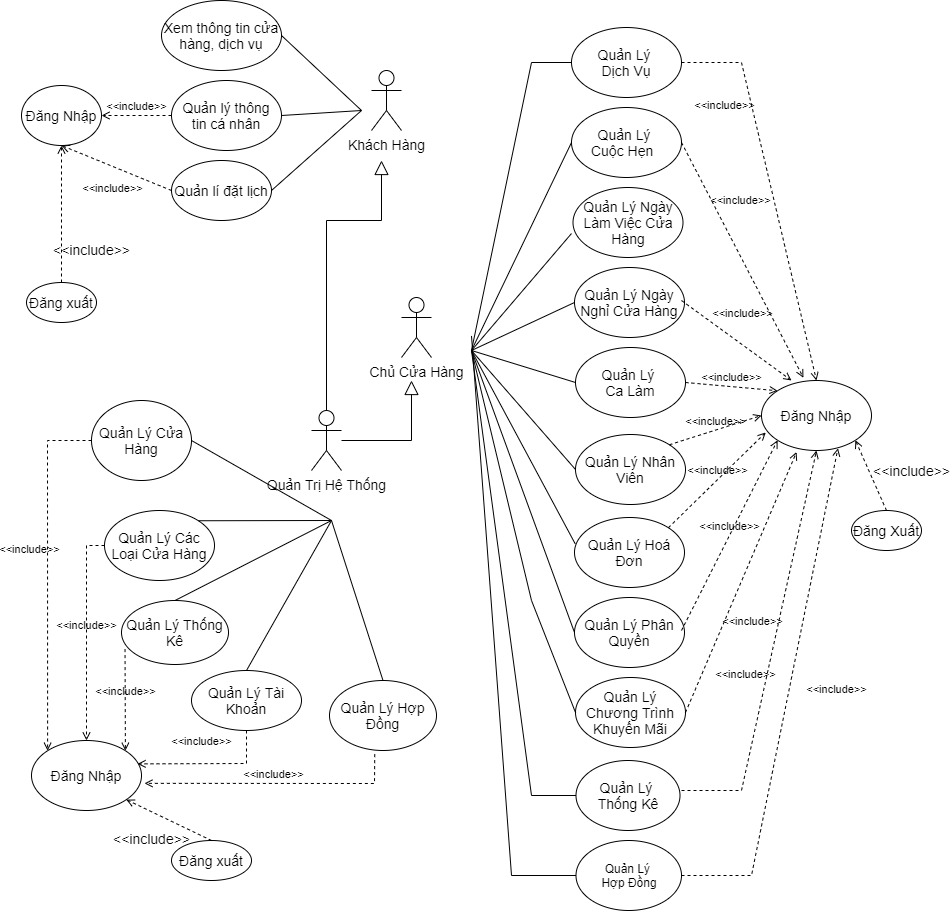 Xem thông tin cửa
hàng, dịch vụ
Đăng Nhập
<<include>>
Quản lý thông
tin cá nhân
Khách Hàng
<<include>>
Quản lí đặt lịch
<<include>>
Đăng xuất
Chủ Cửa Hàng
Quản Trị Hệ Thống
Quản Lý Cửa
Hàng
<<include>>
Quản Lý Các
Loại Cửa Hàng
<<include>>
Quản Lý Thống
Kê
<<include>>
Quản Lý Tài
Khoản
<<include>>
Quản Lý Hợp
Đồng
<<include>>
Đăng Nhập
<<include>>
Đăng xuất
Quản Lý
Dịch Vụ
<<include>>
Quản Lý
Cuộc Hẹn
<<include>>
Quản Lý Ngày
Làm Việc Cửa
Hàng
Quản Lý Ngày
Nghỉ Cửa Hàng
<<include>>
Quản Lý
Ca Làm
<<include>>
Đăng Nhập
<<include>>
Quản Lý Nhân
Viên
<<include>>
<<include>>
Đăng Xuất
Quản Lý Hoá
Đơn
<<include>>
Quản Lý Phân
Quyền
<<include>>
Quản Lý
Chương Trình
Khuyến Mãi
<<include>>
<<include>>
Quản Lý
Thống Kê
Quản Lý
Hợp Đồng